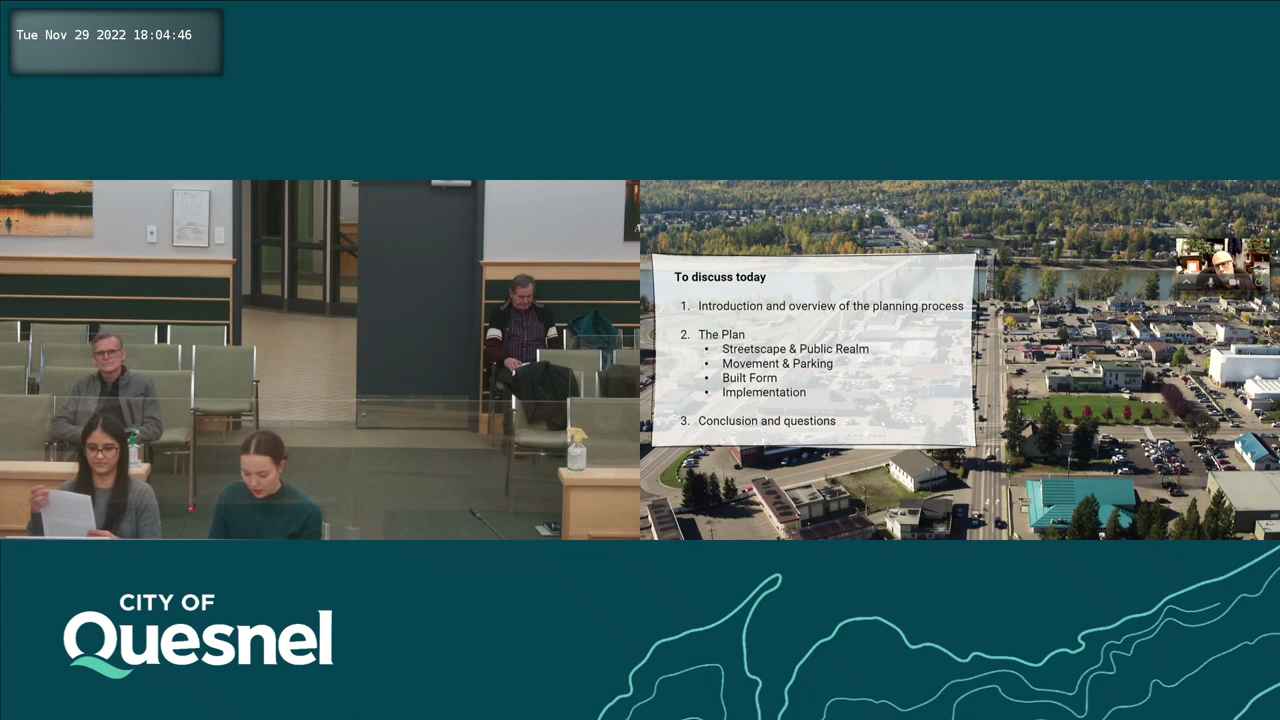 Tue Nov 29 2022 18:04:46
To discuss today
1. Introduction and overview of the planning process
2. The Plan
• Streetscape & Public Realm
• Movement & Parking
• Built Form
• Implementation
3. Conclusion and questions
CITY OF
Quesnel